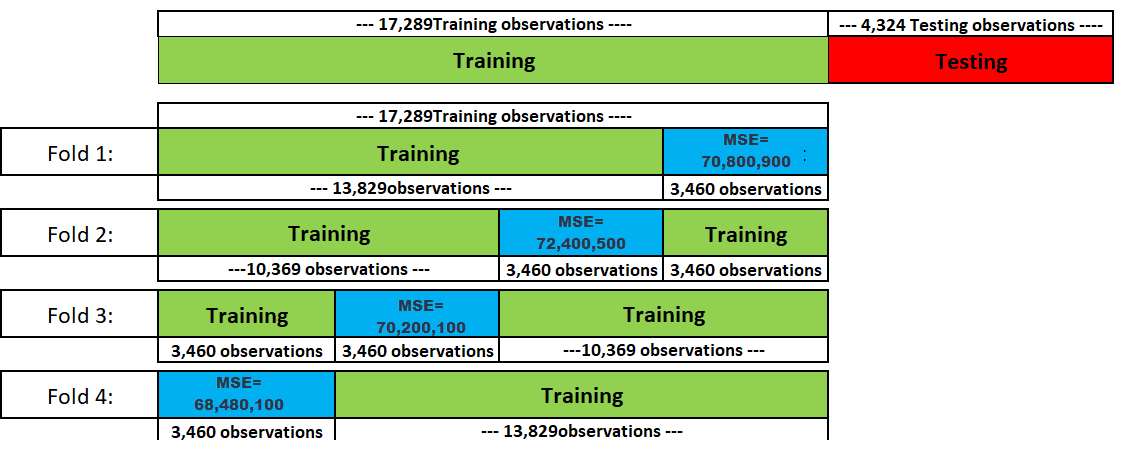 --- 17,289Training observations ----
--- 4,324 Testing observations ----
Training
Testing
--- 17,289Training observations ----
Fold 1:
Training
MSE=
70,800,900 :
--- 13,829observations ---
3,460 observations
Fold 2:
Training
MSE=
72,400,500
Training
---10,369 observations ---
3,460 observations
3,460 observations
Fold 3:
Training
MSE=
70,200,100
Training
3,460 observations
3,460 observations
---10,369 observations ---
Fold 4:
MSE=
68,480,100
Training
3,460 observations
--- 13,829observations ---